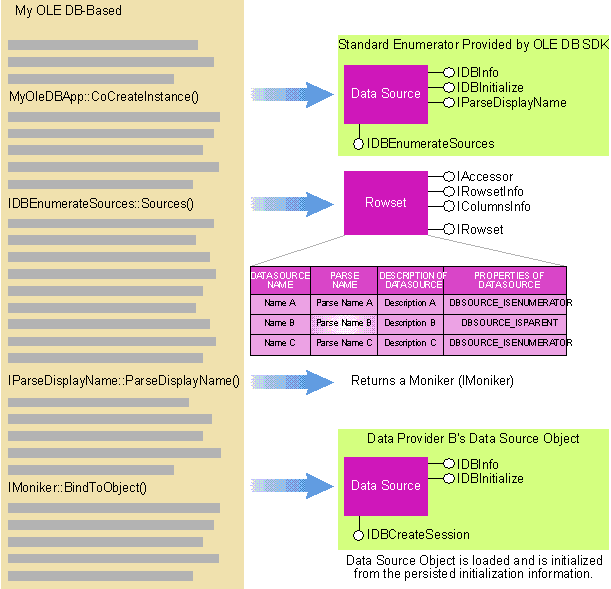 My OLE DB-Based
Standard Enumerator Provided by OLE DB SDK
Data Source
IDBInfo
IDBInitialize
IParseDisplayName
IDBEnumerateSources
MyOleDBApp::CoCreateInstance()
IDBEnumerateSources::Sources()
Rowset
IAccessor
IRowsetInfo
IColumnsInfo
IRowset
DATASOURCE NAME
PARSE NAME
DESCRIPTION OF DATASOURCE
PROPERTIES OF DATASOURCE
Name A Parse Name A Description A DBSOURCE_ISENUMERATOR
Name B Parse Name B Description B DBSOURCE_ISPARENT
Name C Parse Name C Description C DBSOURCE_ISENUMERATOR
IParseDisplayName::ParseDisplayName()
Returns a Moniker (IMoniker)
IMoniker::BindToObject()
Data Provider B's Data Source Object
Data Source
IDBInfo
IDBInitialize
IDBCreateSession
Data Source Object is loaded and is initialized
from the persisted initialization information.